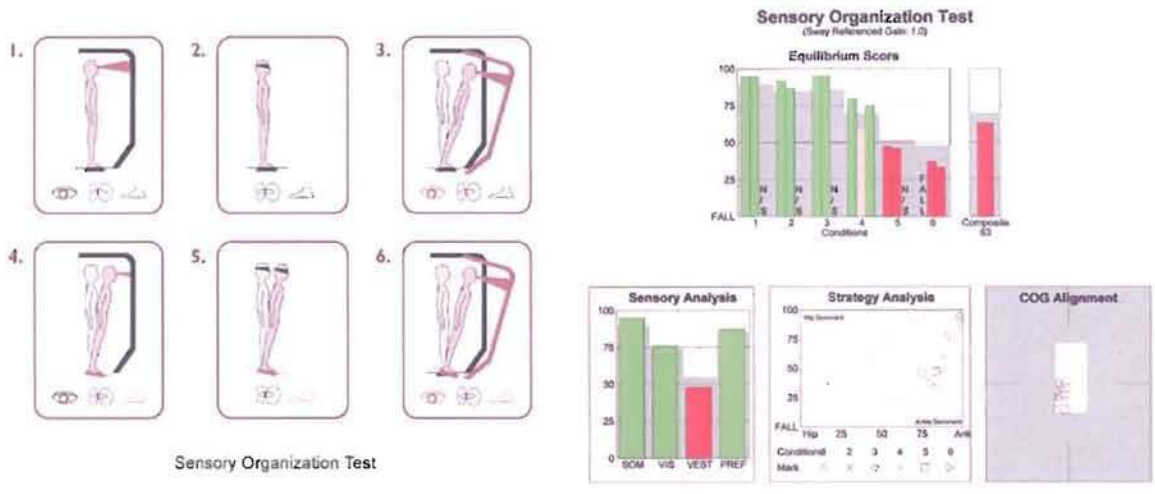 1.
2.
3.
4.
5.
6.
Sensory Organization Test
Sensory Organization Test
(Sway Referenced Gain: 1.0)
Equilibrium Score
100
75
50
25
FALL
N/S
N/S
N/S
N/S
FALL
1 2 3 4 5 6
Conditions
Composite
63
Sensory Analysis
100
75
50
25
0
SOM VIS VEST PREF
Strategy Analysis
100
Hip Dominant
75
50
25
FALL
Ankle Dominant
Hip 25 50 75 Ank
Conditions 2 3 4 5 6
Mark
COG Alignment